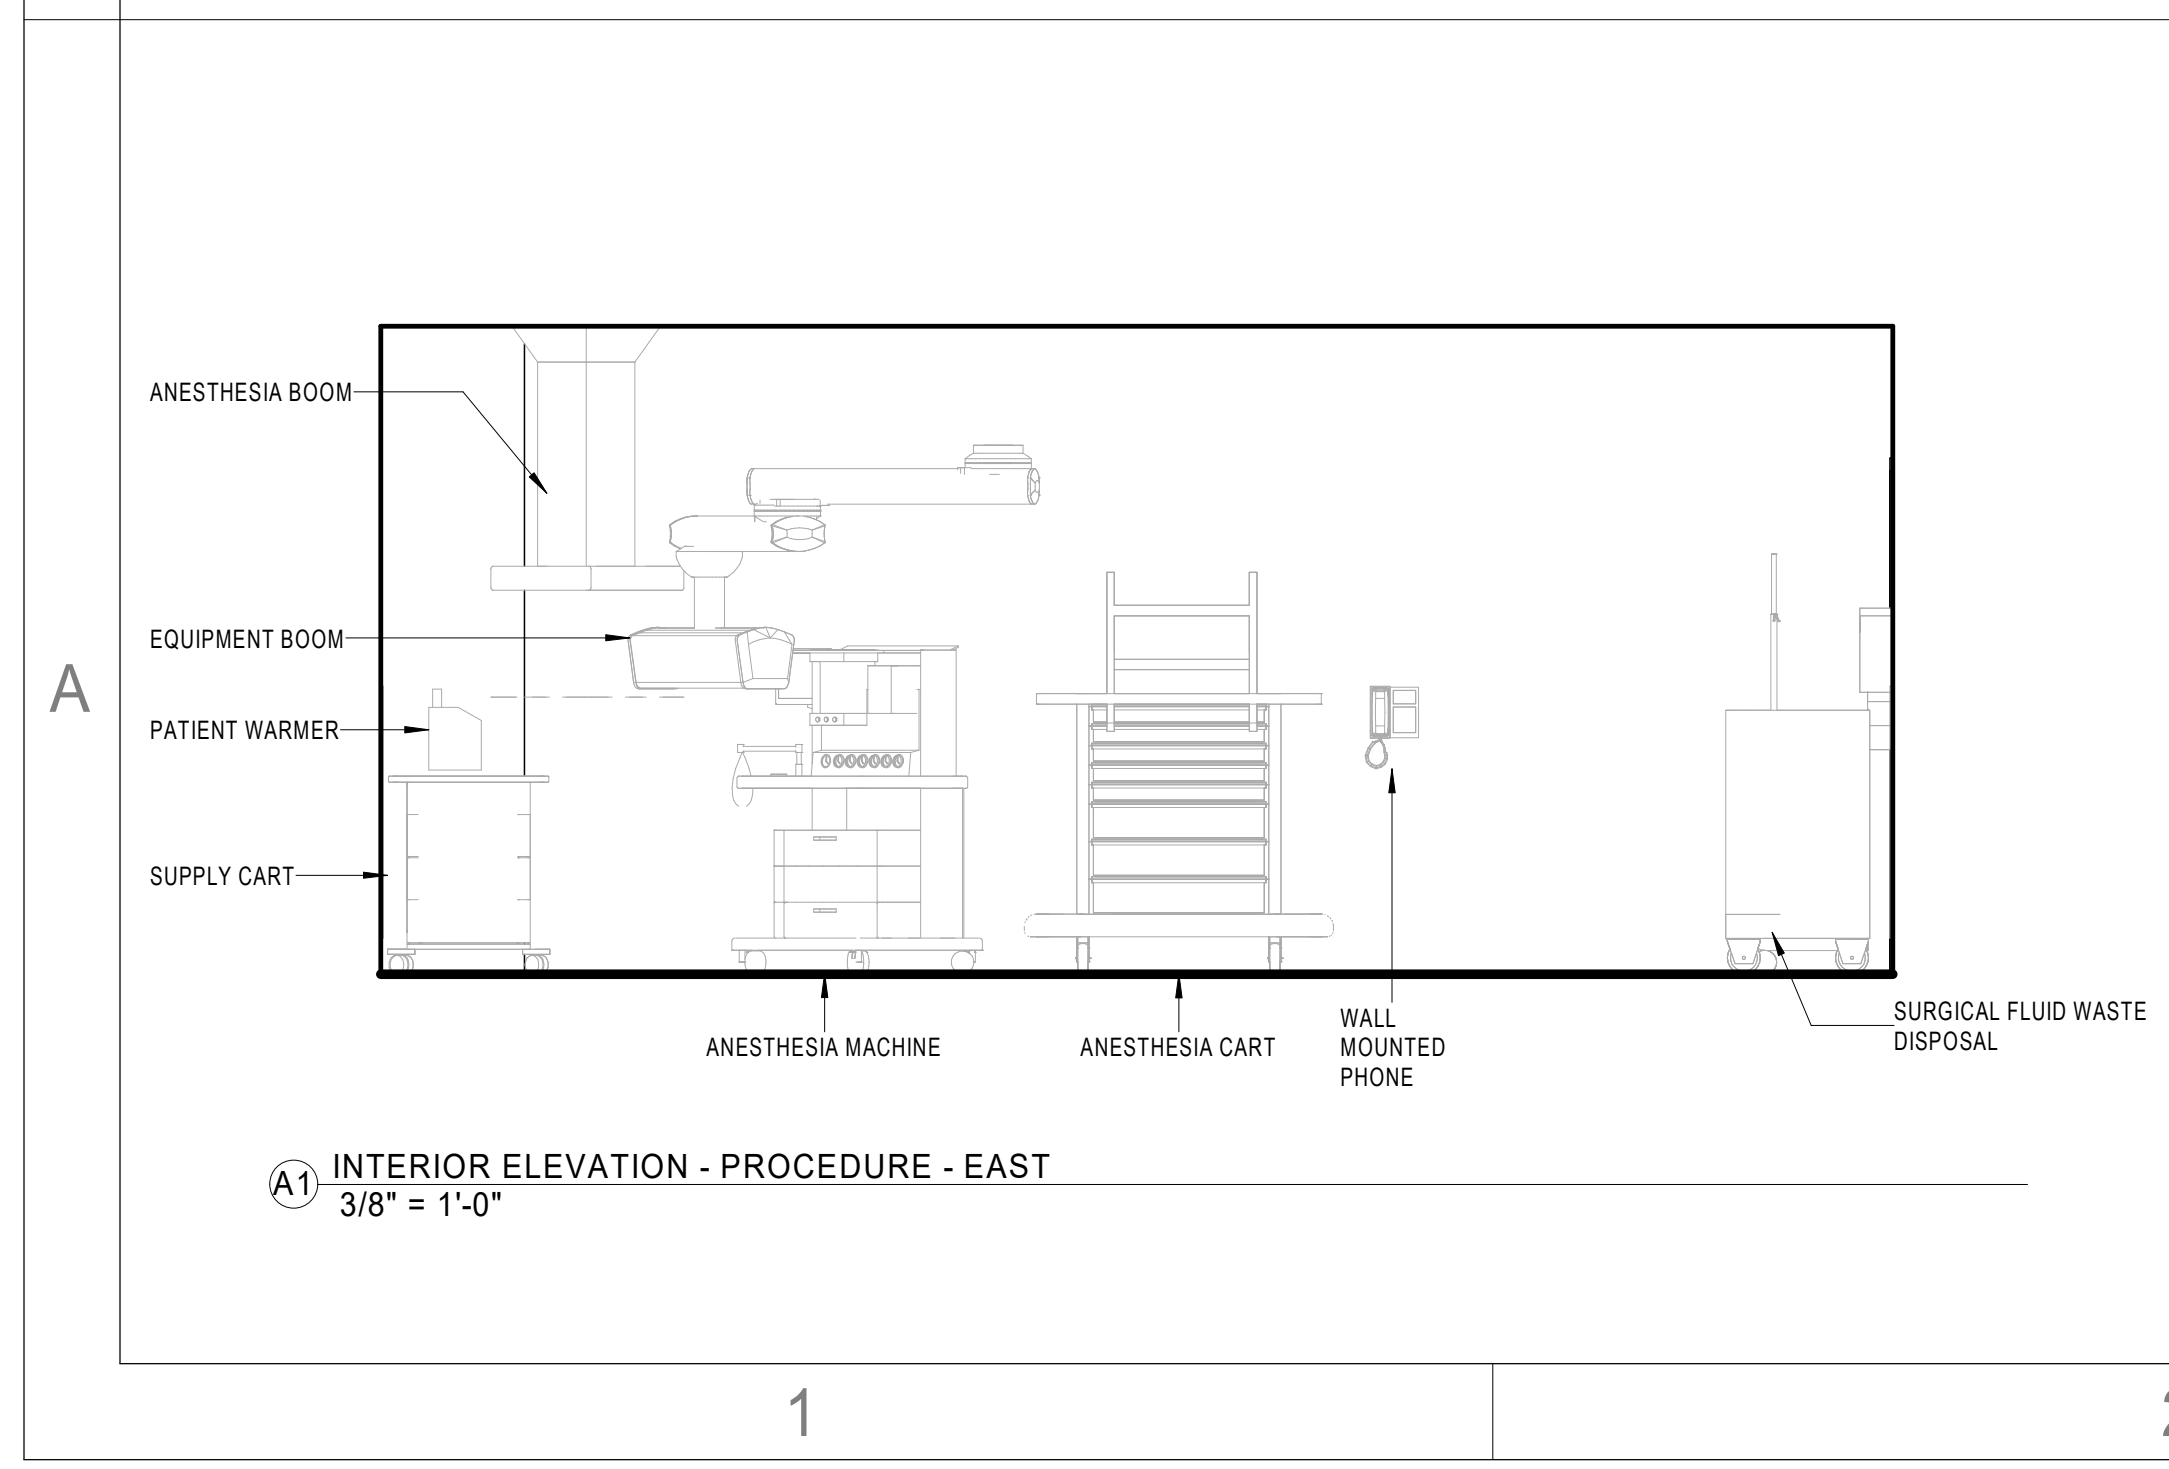 ANESTHESIA BOOM
EQUIPMENT BOOM
A
PATIENT WARMER
SUPPLY CART
ANESTHESIA MACHINE
ANESTHESIA CART
WALL
MOUNTED
PHONE
SURGICAL FLUID WASTE
DISPOSAL
A1
INTERIOR ELEVATION - PROCEDURE - EAST
3/8" = 1'-0"
1